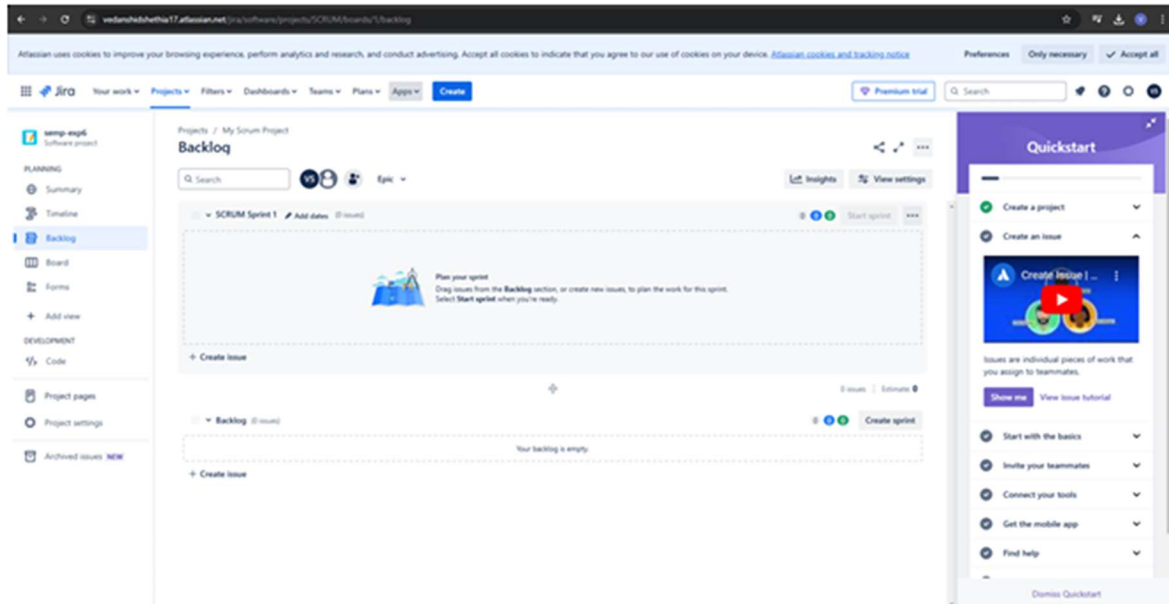 vedanshidshethia17.atlassian.net/jira/software/projects/SCRUM/boards/1/backlog
Atlassian uses cookies to improve your browsing experience, perform analytics and research, and conduct advertising. Accept all cookies to indicate that you agree to our use of cookies on your device. Atlassian cookies and tracking notice
Preferences Only necessary Accept all
Jira Your work Projects Filters Dashboards Teams Plans Apps Create Premium trial Search VS
semp-exp6
Software project
PLANNING
Summary
Timeline
Backlog
Board
Forms
Add view
DEVELOPMENT
Code
Project pages
Project settings
Archived issues NEW
Projects / My Scrum Project
Backlog
Search VS Epic Insights View settings
SCRUM Sprint 1 Add dates (0 issues) 0 0 0 Start sprint
Plan your sprint
Drag issues from the Backlog section, or create new issues, to plan the work for this sprint.
Select Start sprint when you're ready.
+ Create issue
0 issues | Estimate 0
Backlog (0 issues) 0 0 0 Create sprint
Your backlog is empty.
+ Create issue
Quickstart
Create a project
Create an issue
Create Issue | ...
Issues are individual pieces of work that
you assign to teammates.
Show me View issue tutorial
Start with the basics
Invite your teammates
Connect your tools
Get the mobile app
Find help
Dismiss Quickstart